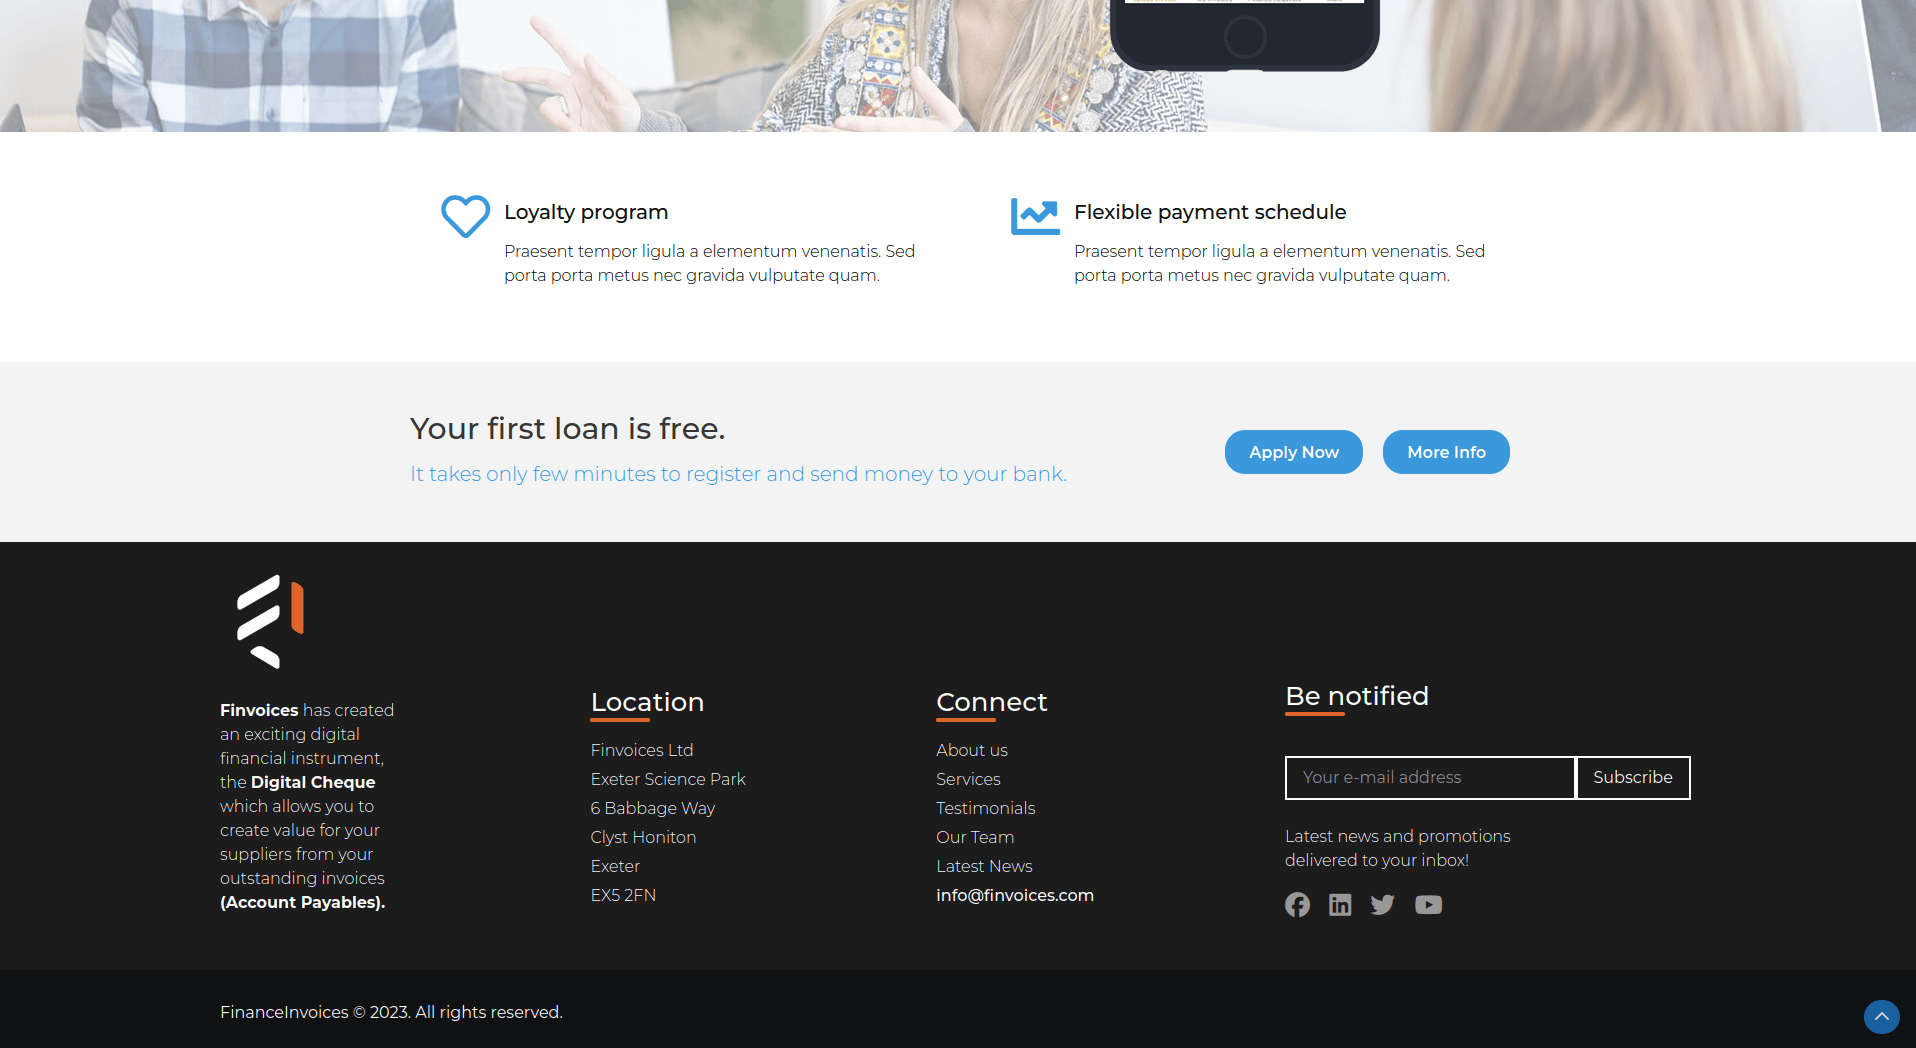 Loyalty program
Praesent tempor ligula a elementum venenatis. Sed
porta porta metus nec gravida vulputate quam.
Flexible payment schedule
Praesent tempor ligula a elementum venenatis. Sed
porta porta metus nec gravida vulputate quam.
Your first loan is free.
It takes only few minutes to register and send money to your bank.
Apply Now
More Info
Finvoices has created
an exciting digital
financial instrument,
the Digital Cheque
which allows you to
create value for your
suppliers from your
outstanding invoices
(Account Payables).
Location
Finvoices Ltd
Exeter Science Park
6 Babbage Way
Clyst Honiton
Exeter
EX5 2FN
Connect
About us
Services
Testimonials
Our Team
Latest News
info@finvoices.com
Be notified
Your e-mail address
Subscribe
Latest news and promotions
delivered to your inbox!
FinanceInvoices © 2023. All rights reserved.